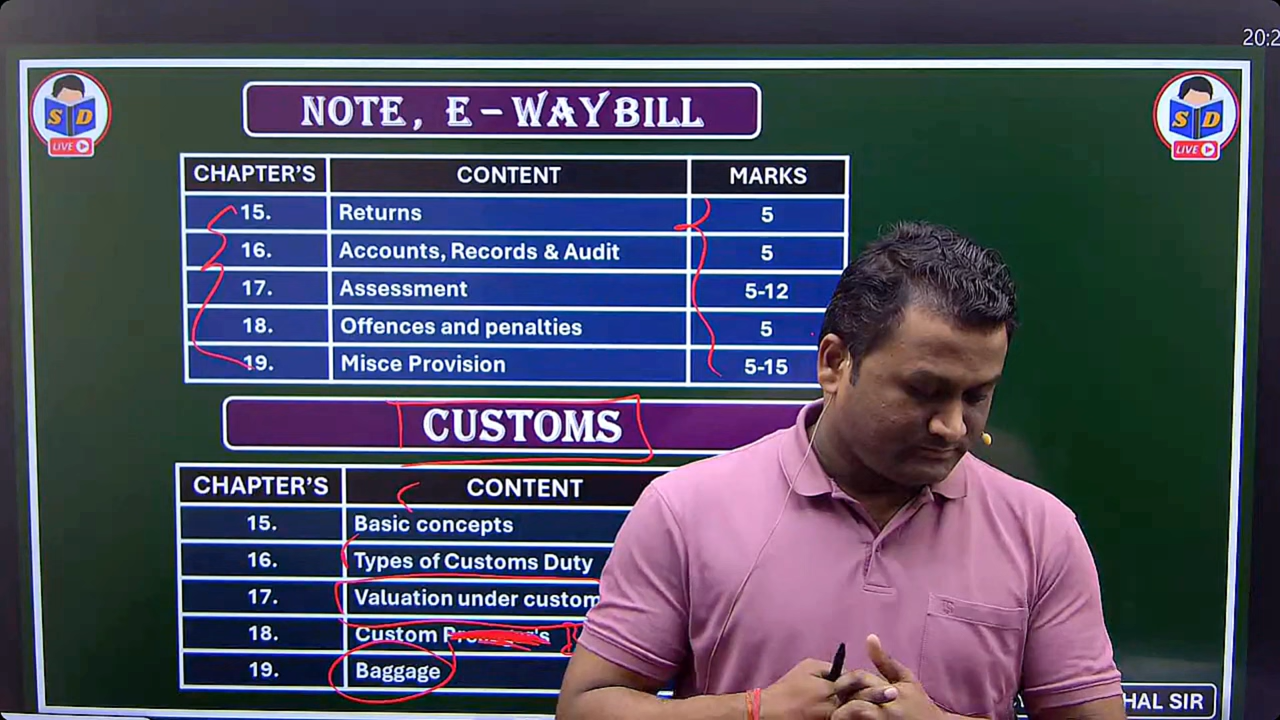 20:2
S D
LIVE
S D
LIVE
NOTE, E – WAY BILL
CHAPTER'S CONTENT MARKS
15. Returns 5
16. Accounts, Records & Audit 5
17. Assessment 5-12
18. Offences and penalties 5
19. Misce Provision 5-15
CUSTOMS
CHAPTER'S CONTENT
15. Basic concepts
16. Types of Customs Duty
17. Valuation under custom
18. Custom
19. Baggage
HAL SIR